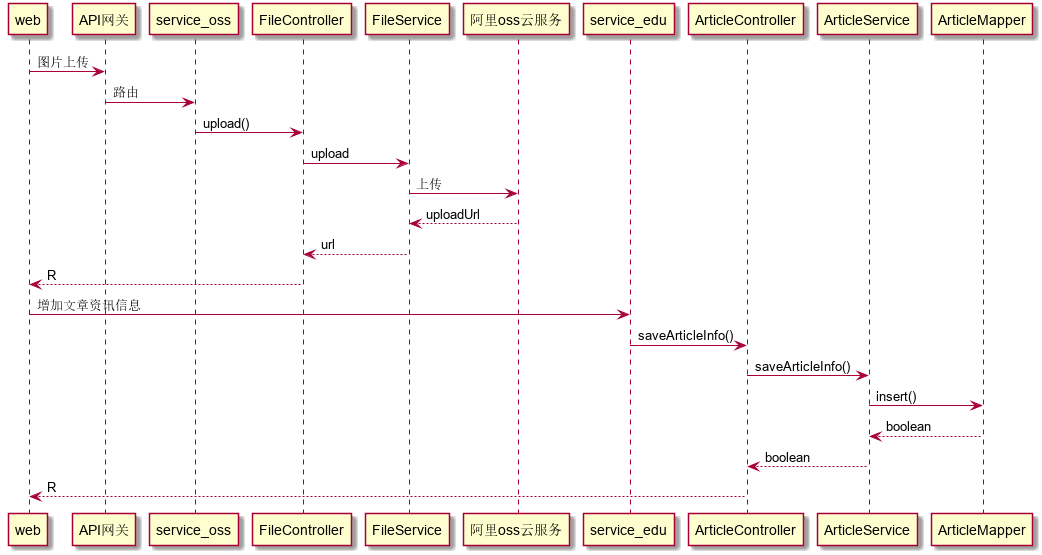 web API网关 service_oss FileController FileService 阿里oss云服务 service_edu ArticleController ArticleService ArticleMapper
图片上传
路由
upload()
upload
上传
uploadUrl
url
R
增加文章资讯信息
saveArticleInfo()
saveArticleInfo()
insert()
boolean
boolean
R
web API网关 service_oss FileController FileService 阿里oss云服务 service_edu ArticleController ArticleService ArticleMapper